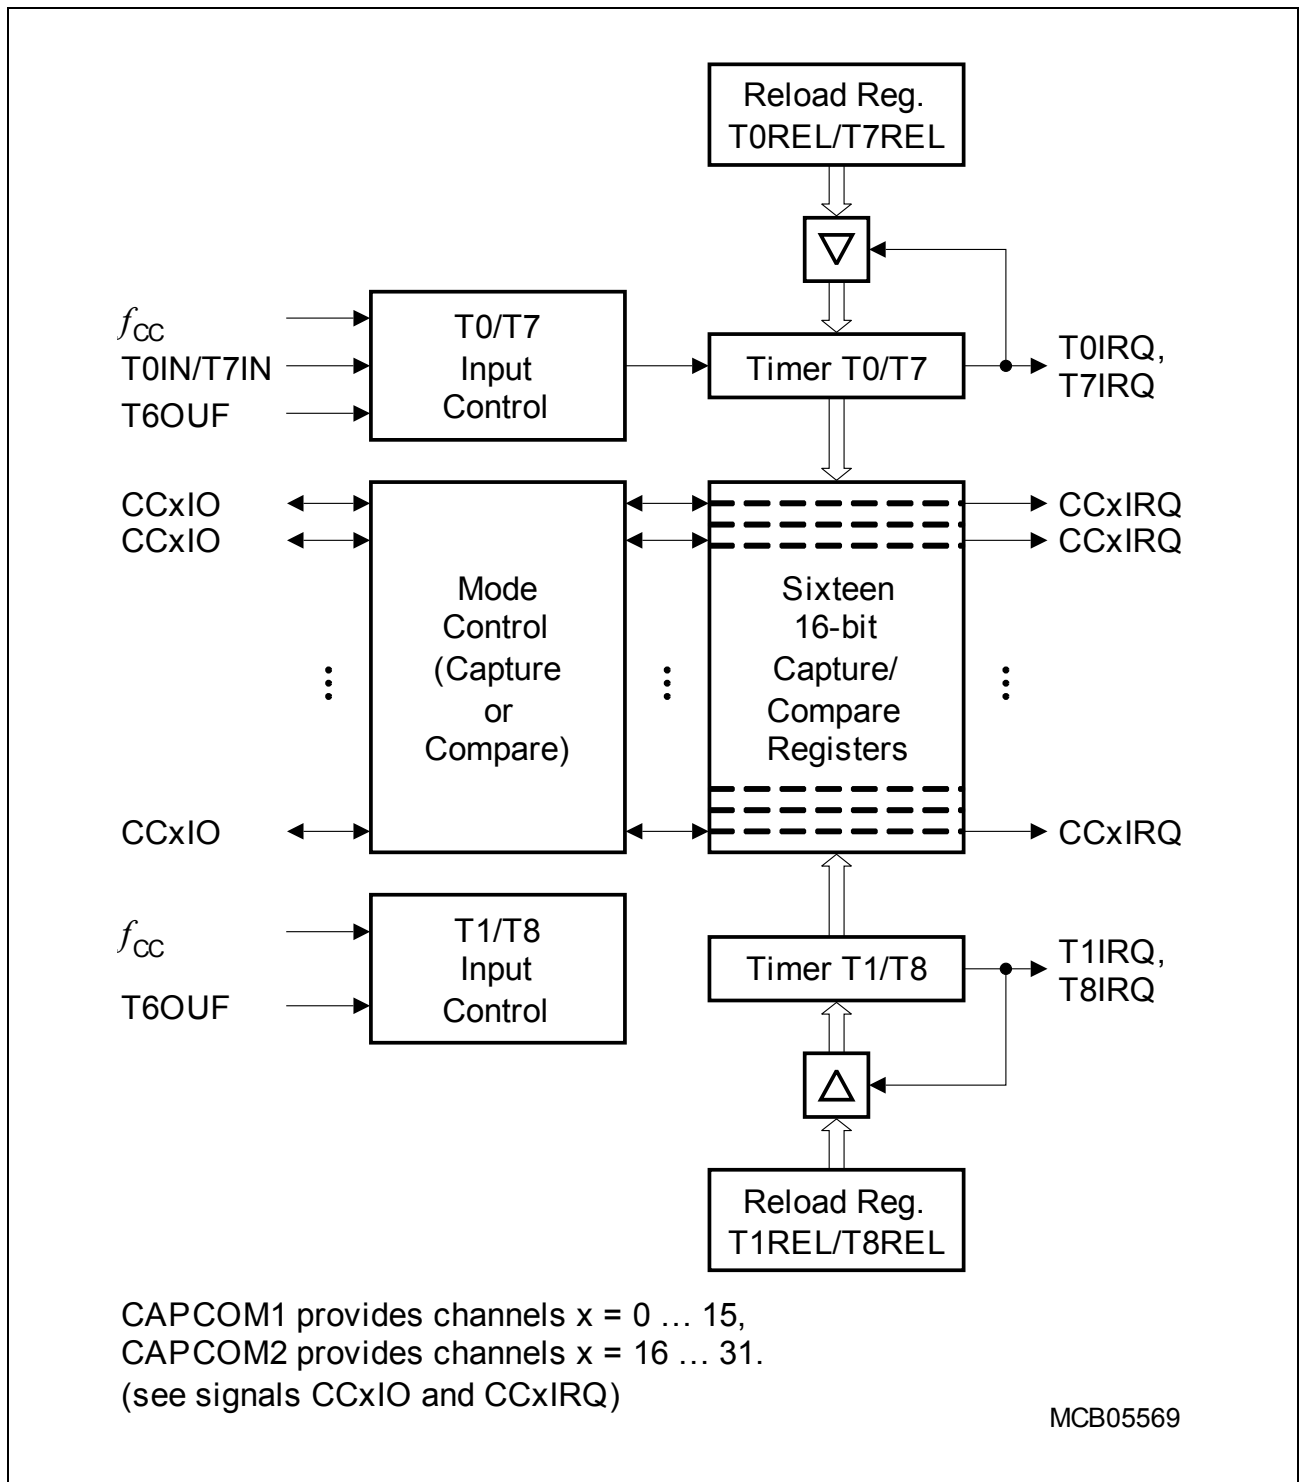 Reload Reg.
T0REL/T7REL
fCC
T0IN/T7IN
T6OUF
T0/T7
Input
Control
Timer T0/T7
T0IRQ,
T7IRQ
CCxIO
CCxIO
CCxIO
Mode
Control
(Capture
or
Compare)
Sixteen
16-bit
Capture/
Compare
Registers
CCxIRQ
CCxIRQ
CCxIRQ
fCC
T6OUF
T1/T8
Input
Control
Timer T1/T8
T1IRQ,
T8IRQ
Reload Reg.
T1REL/T8REL
CAPCOM1 provides channels x = 0 … 15,
CAPCOM2 provides channels x = 16 … 31.
(see signals CCxIO and CCxIRQ)
MCB05569